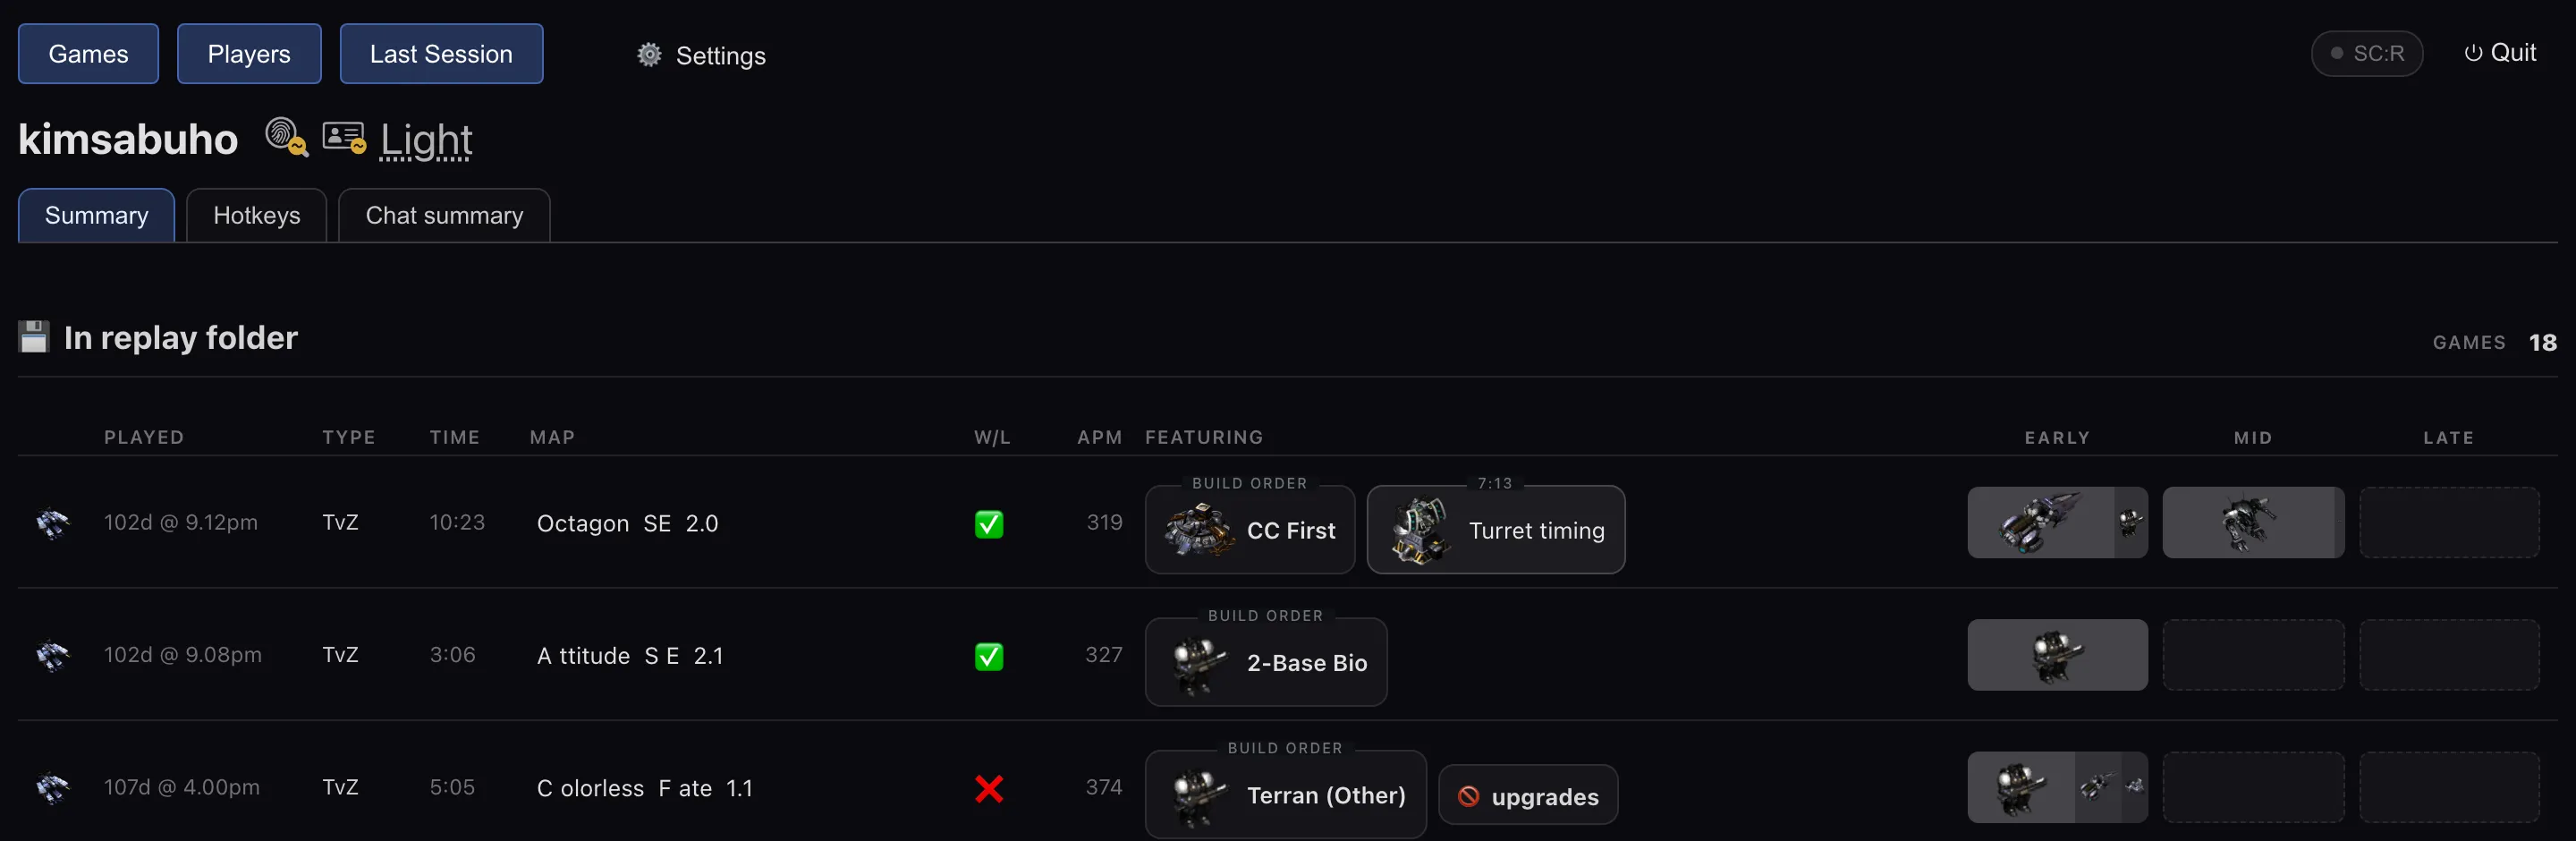 Games Players Last Session Settings SC:R Quit
kimsabuho Light
Summary Hotkeys Chat summary
In replay folder GAMES 18
PLAYED TYPE TIME MAP W/L APM FEATURING EARLY MID LATE
BUILD ORDER 7:13
102d @ 9.12pm TvZ 10:23 Octagon SE 2.0 319 CC First Turret timing
BUILD ORDER
102d @ 9.08pm TvZ 3:06 A ttitude S E 2.1 327 2-Base Bio
BUILD ORDER
107d @ 4.00pm TvZ 5:05 C olorless F ate 1.1 374 Terran (Other) upgrades